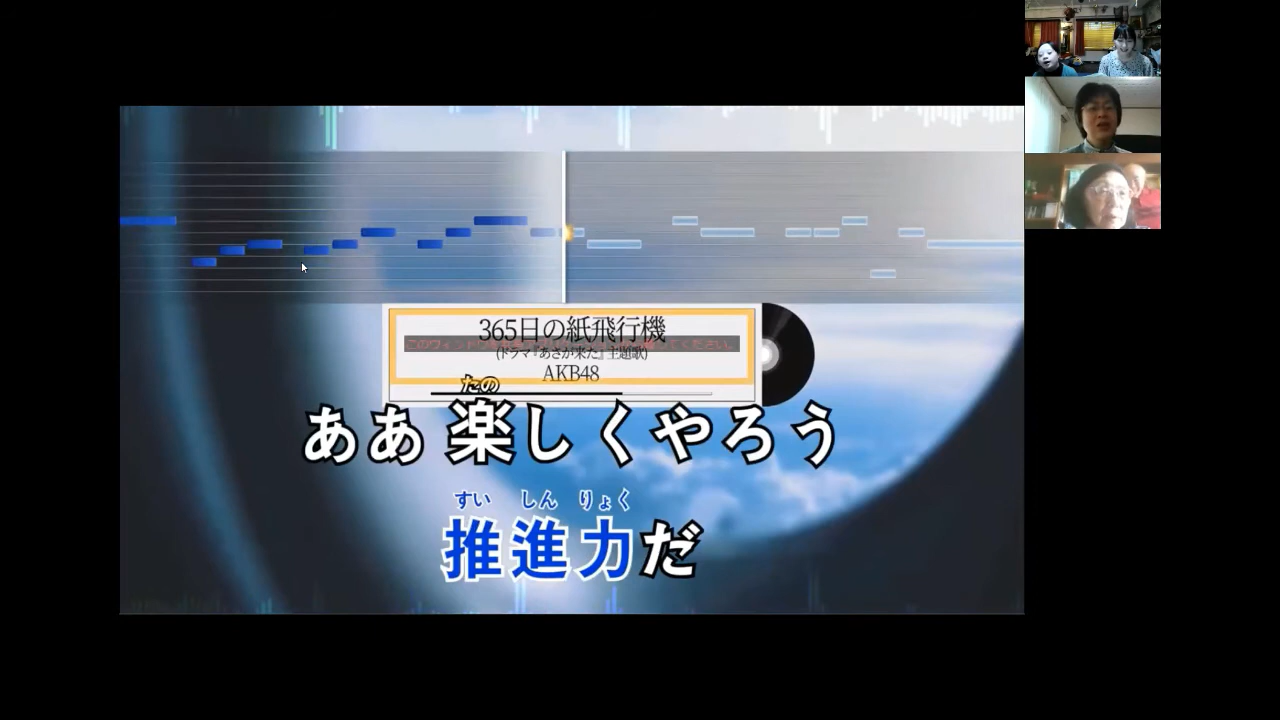 365日の紙飛行機
(ドラマ『あさが来た』主題歌)
AKB48
たの
ああ 楽しくやろう
すい しん りょく
推進力だ